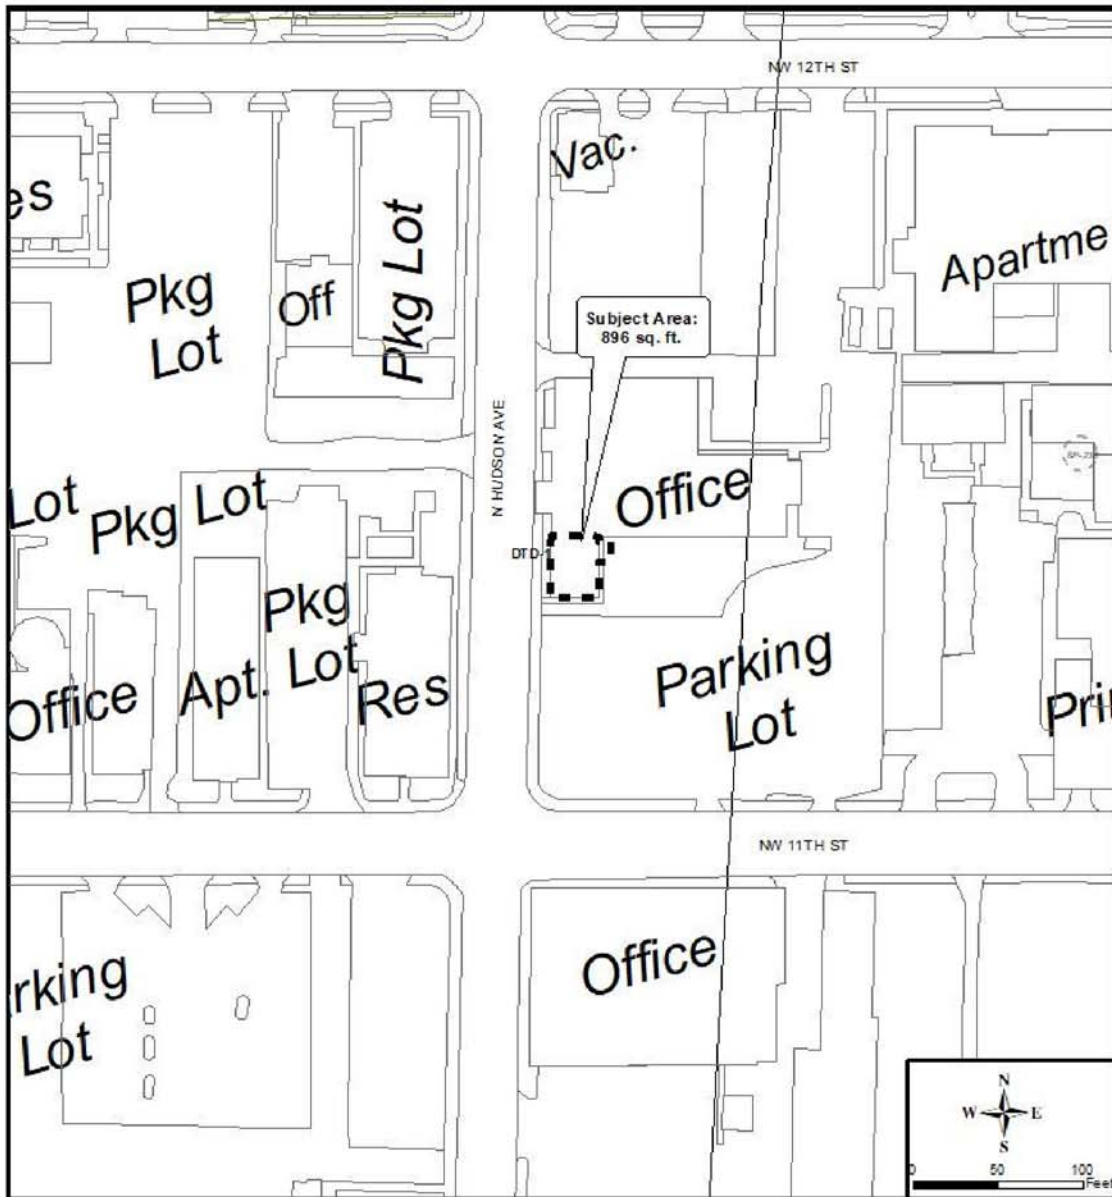 NW 12TH ST
Vac.
es
Pkg Lot
Apartme
Pkg
Lot
Off
Subject Area:
896 sq. ft.
N HUDSON AVE
Office
Lot
Pkg Lot
DTD-1
Pkg
Lot
Parking
Lot
Office
Apt.
Res
Prin
NW 11TH ST
Office
rking
Lot
N
W
E
S
0
50
100
Feet